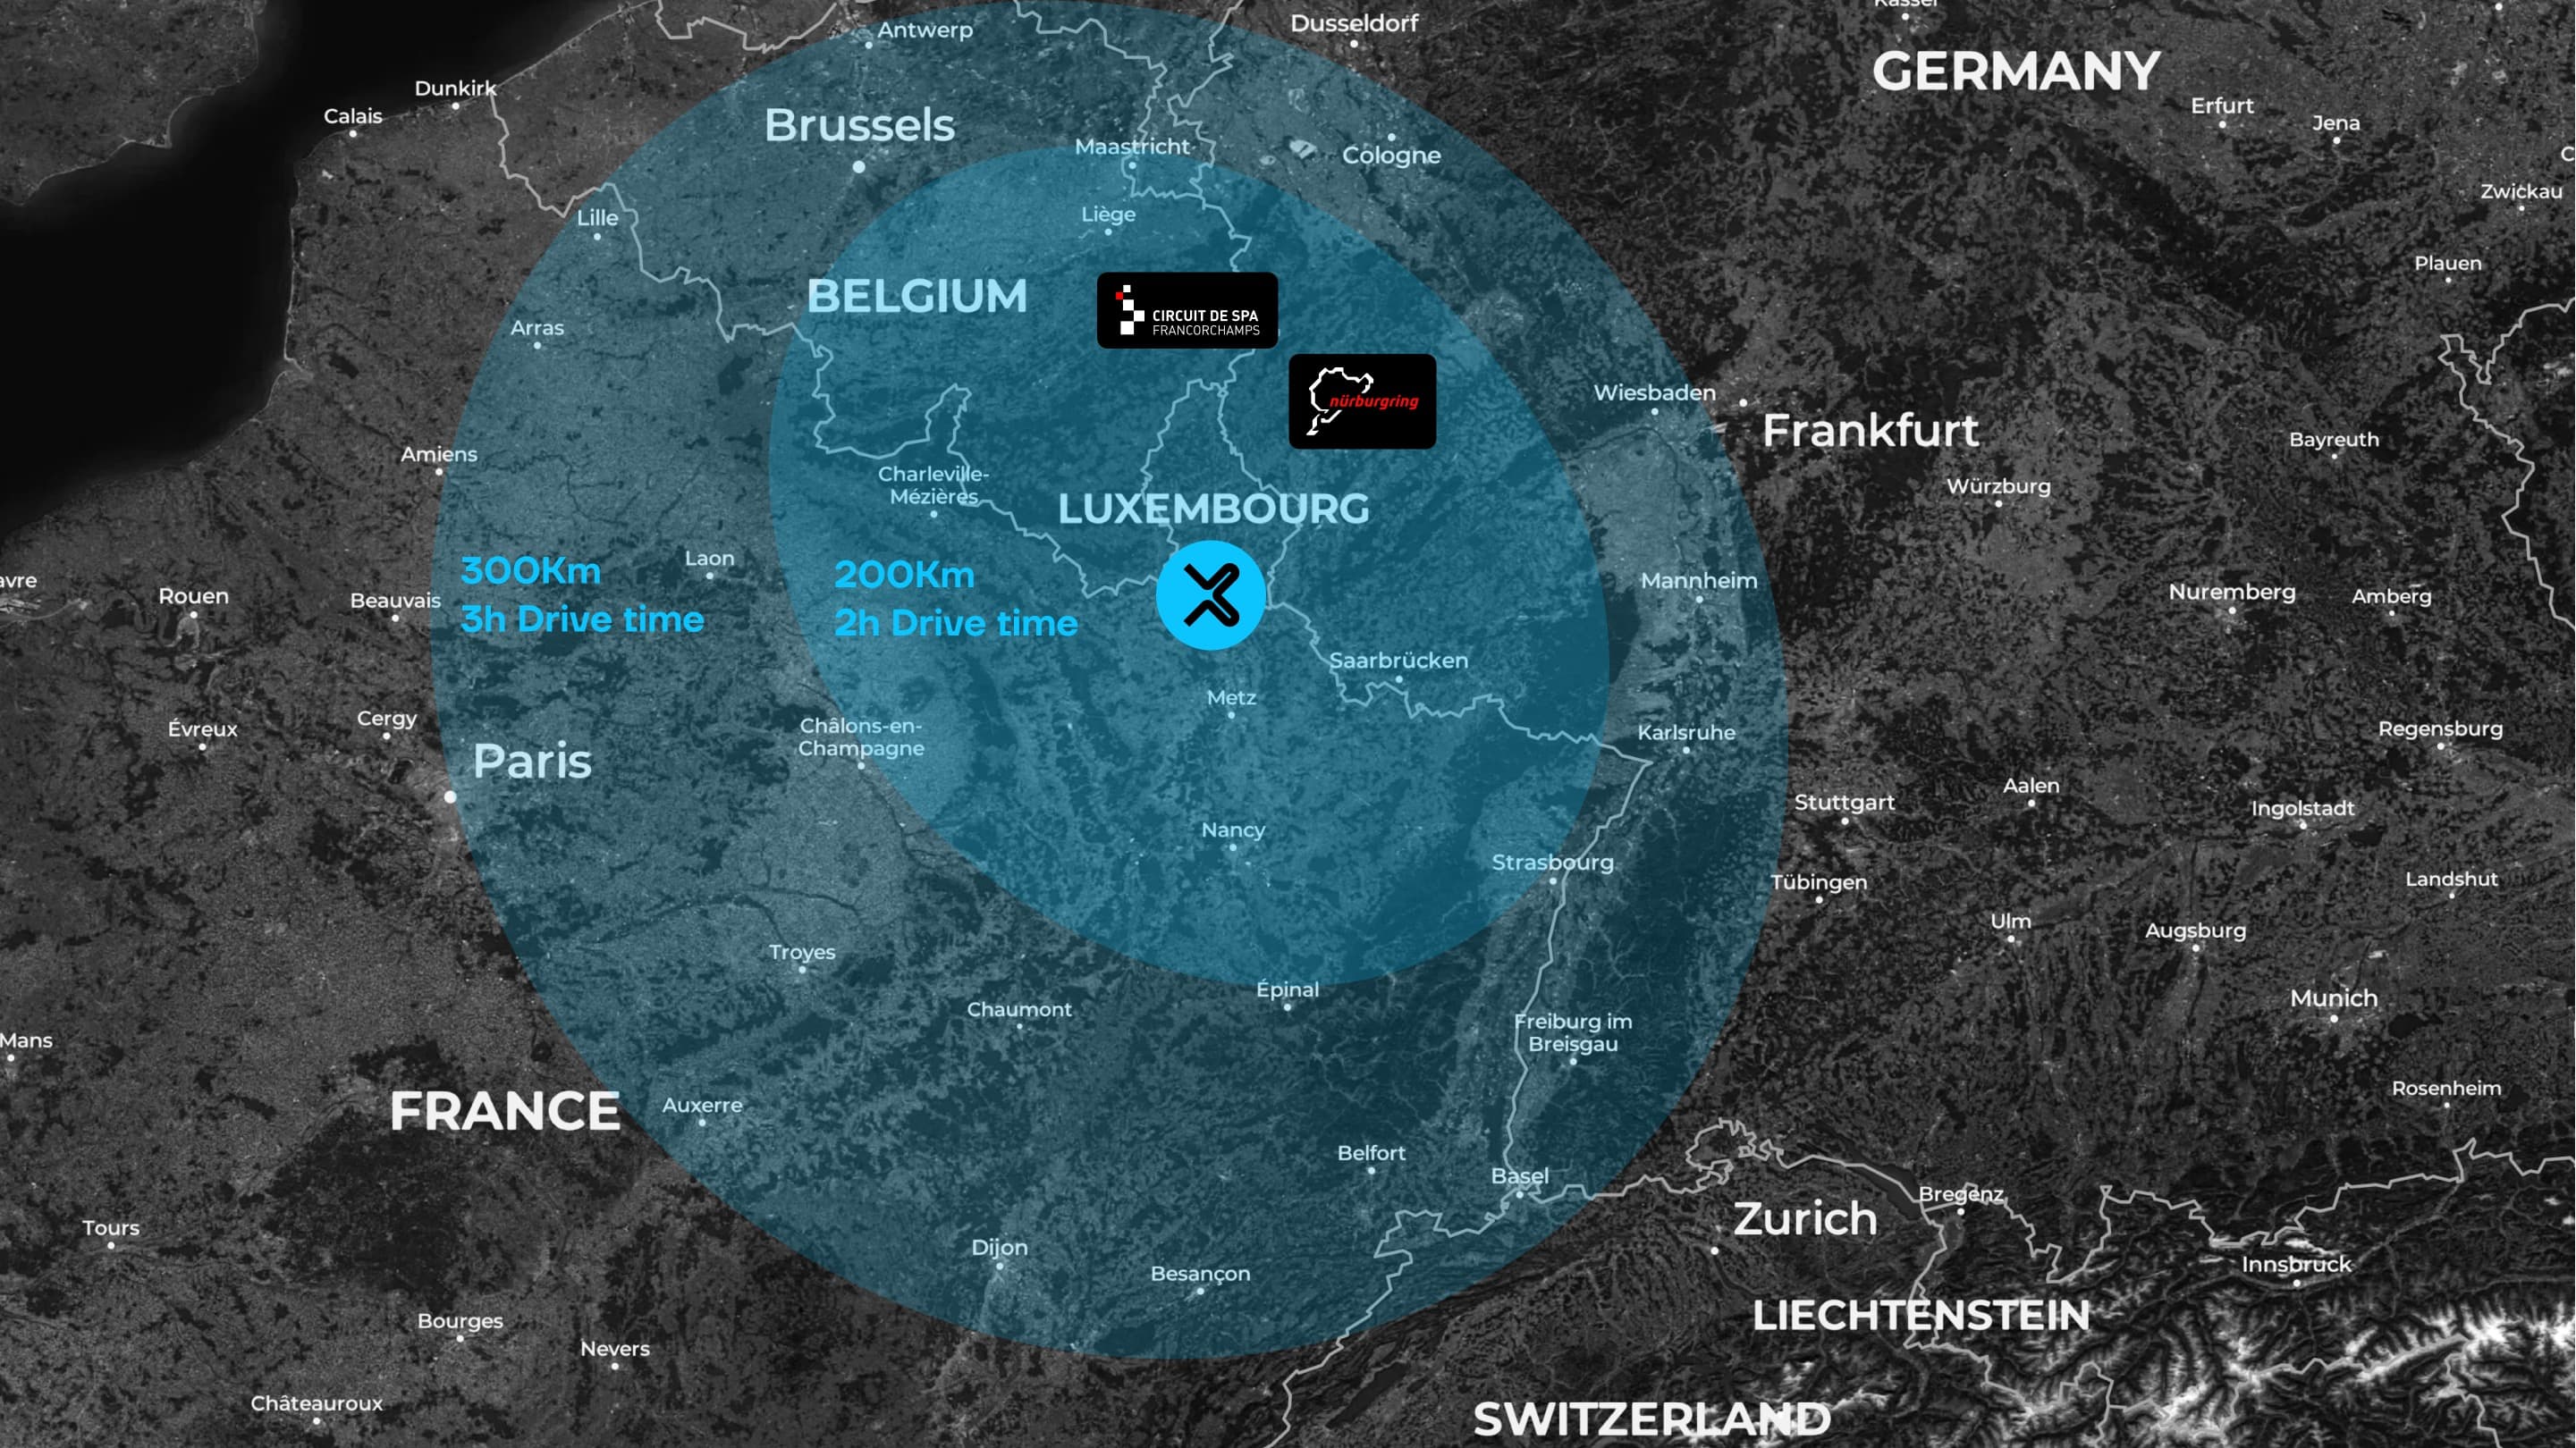 Kassel
Antwerp
Dusseldorf
GERMANY
Dunkirk
Calais
Erfurt
Jena
Brussels
Maastricht
Cologne
C
Zwickau
Lille
Liège
Plauen
BELGIUM
CIRCUIT DE SPA
FRANCORCHAMPS
Arras
nürburgring
Wiesbaden
Frankfurt
Bayreuth
Amiens
Charleville-
Mézières
LUXEMBOURG
Würzburg
300Km
3h Drive time
Laon
200Km
2h Drive time
avre
Rouen
Beauvais
Mannheim
Nuremberg
Amberg
Saarbrücken
Metz
Évreux
Cergy
Paris
Châlons-en-
Champagne
Karlsruhe
Regensburg
Stuttgart
Aalen
Ingolstadt
Nancy
Strasbourg
Tübingen
Landshut
Ulm
Augsburg
Troyes
Chaumont
Épinal
Munich
Freiburg im
Breisgau
Mans
FRANCE
Auxerre
Rosenheim
Belfort
Basel
Bregenz
Zurich
Tours
Dijon
Besançon
Innsbruck
LIECHTENSTEIN
Bourges
Nevers
Châteauroux
SWITZERLAND